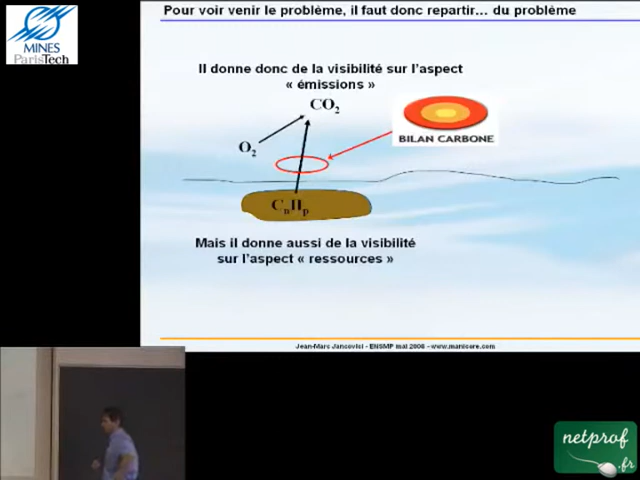 Pour voir venir le problème, il faut donc repartir… du problème
MINES
ParisTech
Il donne donc de la visibilité sur l'aspect
« émissions »
CO2
O2
BILAN CARBONE
CnHp
Mais il donne aussi de la visibilité
sur l'aspect « ressources »
Jean-Marc Jancovici - ENSMP mai 2008 - www.manicore.com
netprof
.fr